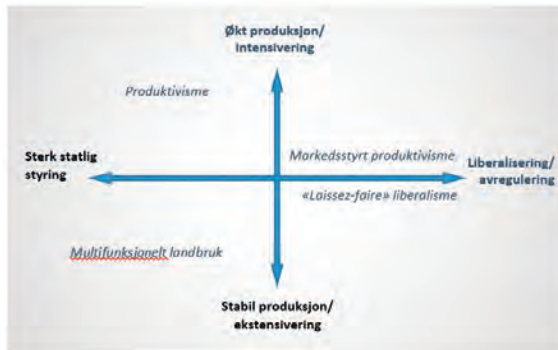 Økt produksjon/
intensivering
Produktivisme
Sterk statlig
styring
Markedsstyrt produktivisme
Liberalisering/
avregulering
«Laissez-faire» liberalisme
Multifunksjonelt landbruk
Stabil produksjon/
ekstensivering